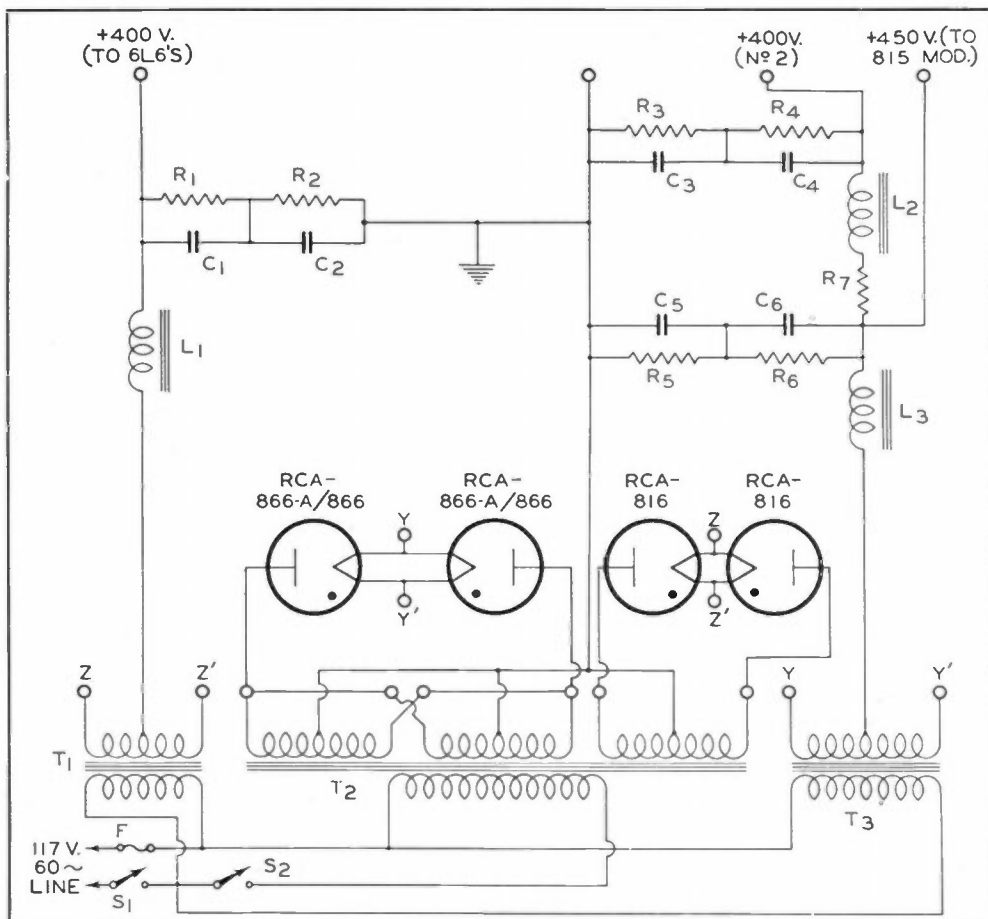 +400 V.
(TO 6L6'S)
+400V.
(Nº 2)
+450 V. (TO
815 MOD.)
R3
R4
C3
C4
R1
R2
C1
C2
L2
R7
C5
C6
R5
R6
L1
L3
RCA-
866-A/866
RCA-
866-A/866
RCA-
816
RCA-
816
Y
Y'
Z
Z'
Z
Z'
Y
Y'
T1
T2
T3
F
117 V.
60 ~
LINE
S1
S2